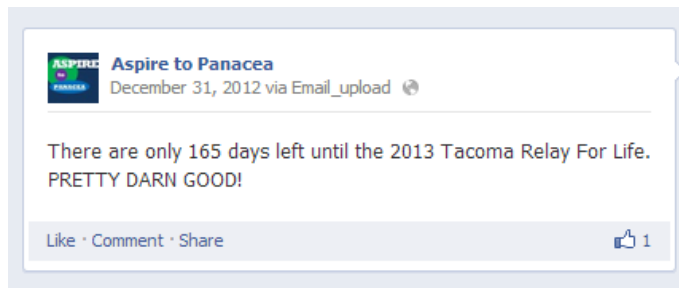 ASPIRE
to
PANACEA
Aspire to Panacea
December 31, 2012 via Email_upload
There are only 165 days left until the 2013 Tacoma Relay For Life.
PRETTY DARN GOOD!
Like · Comment · Share
1